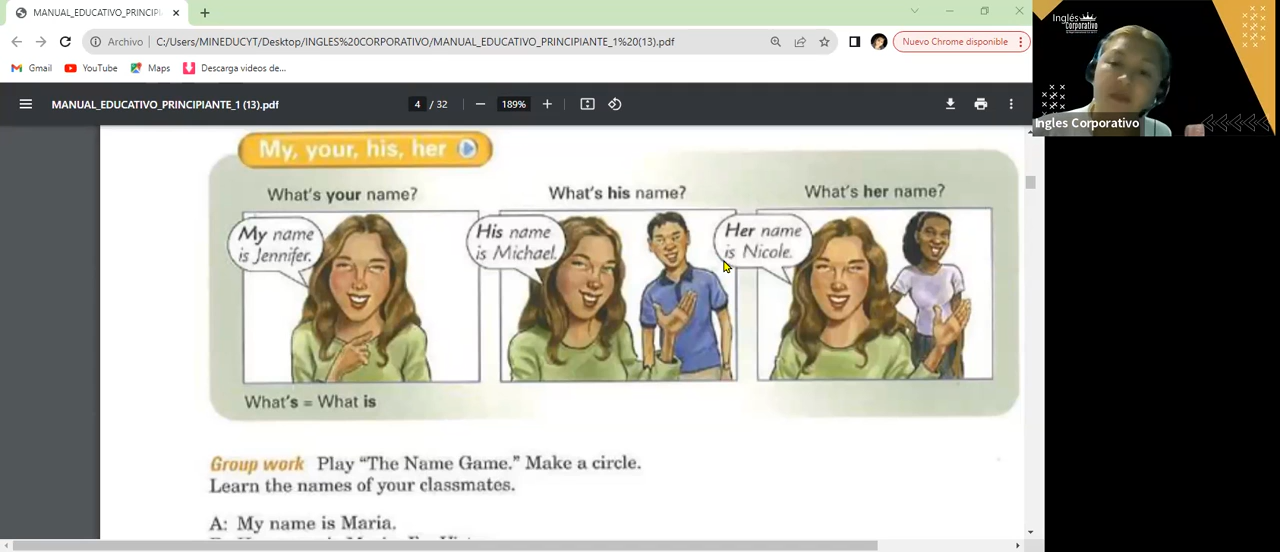 MANUAL_EDUCATIVO_PRINCIPI
Archivo
C:/Users/MINEDUCYT/Desktop/INGLES%20CORPORATIVO/MANUAL_EDUCATIVO_PRINCIPIANTE_1%20(13).pdf
Nuevo Chrome disponible
Gmail
YouTube
Maps
Descarga videos de...
MANUAL_EDUCATIVO_PRINCIPIANTE_1 (13).pdf
4 / 32
189%
Inglés
Corporativo
Ingles Corporativo
My, your, his, her
What's your name?
What's his name?
What's her name?
My name
is Jennifer.
His name
is Michael.
Her name
is Nicole.
What's = What is
Group work Play "The Name Game." Make a circle.
Learn the names of your classmates.
A: My name is Maria.